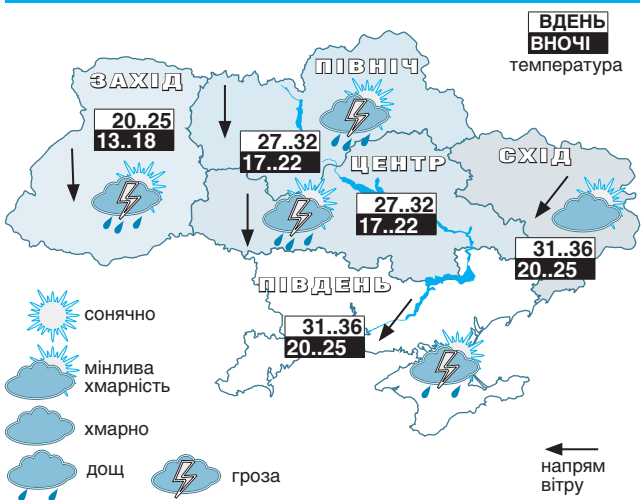 ВДЕНЬ
ВНОЧІ
температура
ЗАХІД
20..25
13..18
ПІВНІЧ
27..32
17..22
ЦЕНТР
27..32
17..22
СХІД
31..36
20..25
ПІВДЕНЬ
31..36
20..25
сонячно
мінлива
хмарність
хмарно
дощ
гроза
напрям
вітру